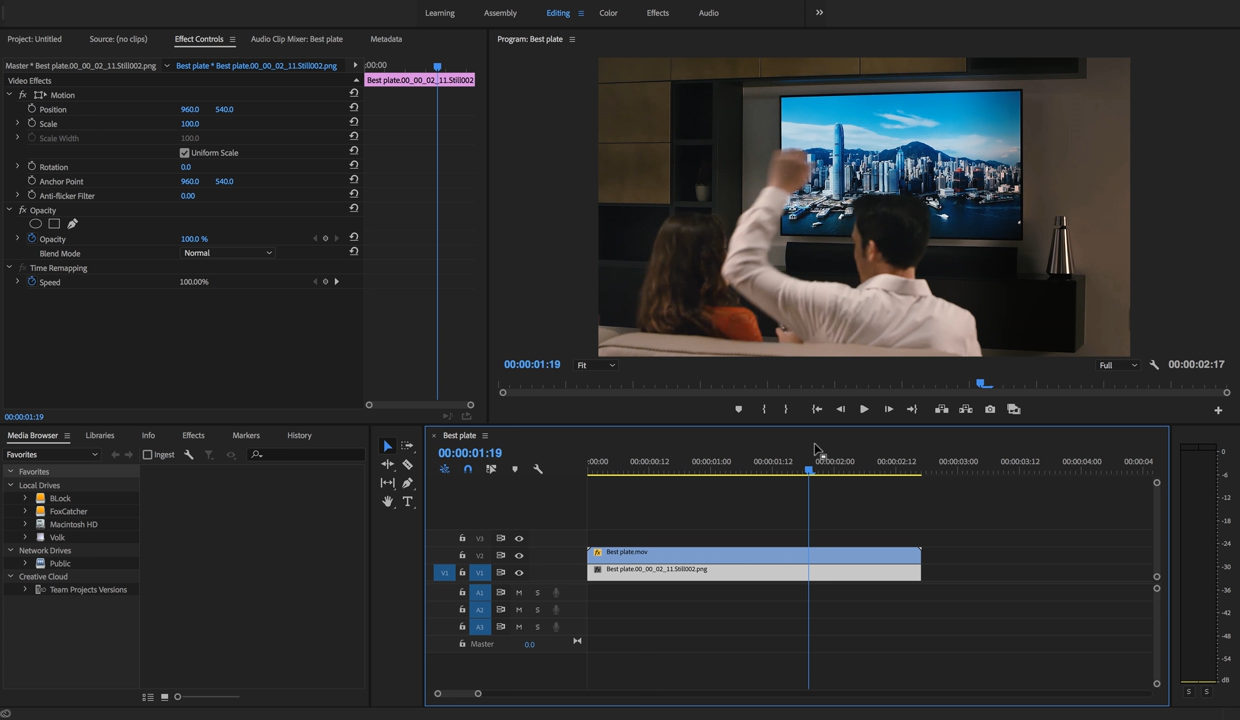 Learning Assembly Editing Color Effects Audio
Project: Untitled Source: (no clips) Effect Controls Audio Clip Mixer: Best plate Metadata
Program: Best plate
Master * Best plate.00_00_02_11.Still002.png Best plate * Best plate.00_00_02_11.Still002.png
:00:00
Video Effects
Best plate.00_00_02_11.Still002
fx Motion
Position 960.0 540.0
Scale 100.0
Scale Width 100.0
Uniform Scale
Rotation 0.0
Anchor Point 960.0 540.0
Anti-flicker Filter 0.00
fx Opacity
Opacity 100.0 %
Blend Mode Normal
fx Time Remapping
Speed 100.00%
00:00:01:19
00:00:01:19 Fit Full 00:00:02:17
Media Browser Libraries Info Effects Markers History
Favorites Ingest
Favorites
Local Drives
BLock
FoxCatcher
Macintosh HD
Volk
Network Drives
Public
Creative Cloud
Team Projects Versions
T
Best plate
00:00:01:19
:00:00 00:00:00:12 00:00:01:00 00:00:01:12 00:00:02:00 00:00:02:12 00:00:03:00 00:00:03:12 00:00:04:00 00:00:04
V3
V2 fx Best plate.mov
V1 V1 fx Best plate.00_00_02_11.Still002.png
A1 M S
A2 M S
A3 M S
Master 0.0
0
-6
-12
-18
-24
-30
-36
-42
-48
-54
dB
S S